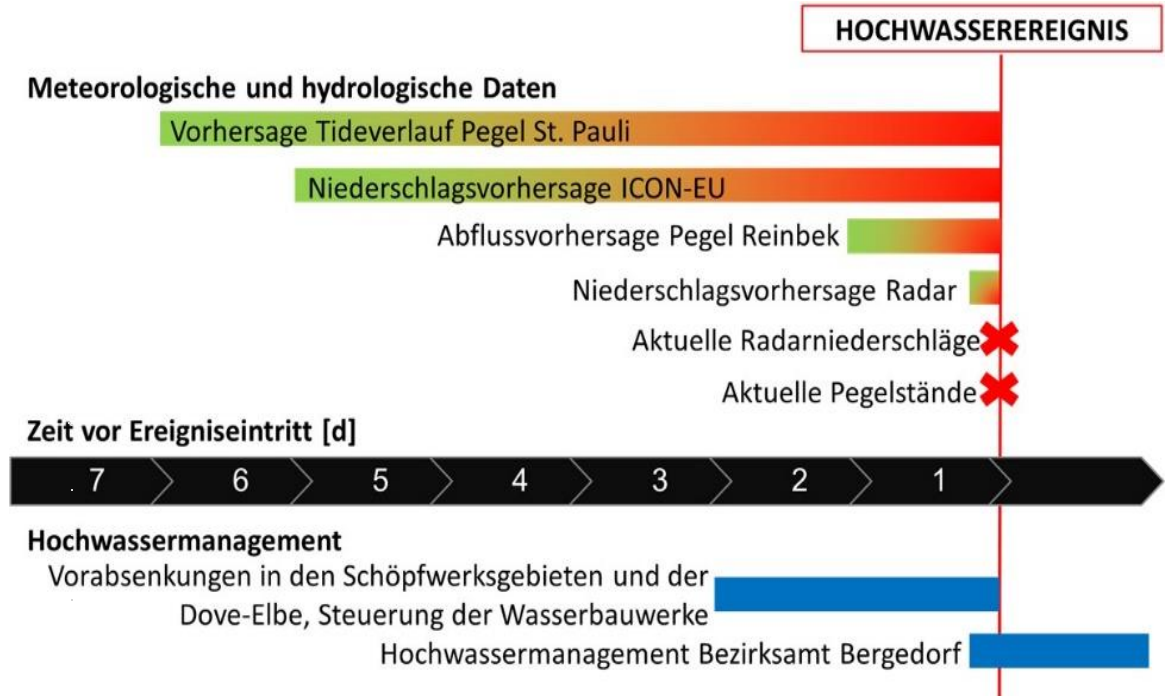 HOCHWASSEREREIGNIS
Meteorologische und hydrologische Daten
Vorhersage Tideverlauf Pegel St. Pauli
Niederschlagsvorhersage ICON-EU
Abflussvorhersage Pegel Reinbek
Niederschlagsvorhersage Radar
Aktuelle Radarniederschläge
Aktuelle Pegelstände
Zeit vor Ereigniseintritt [d]
7 6 5 4 3 2 1
Hochwassermanagement
Vorabsenkungen in den Schöpfwerksgebieten und der
Dove-Elbe, Steuerung der Wasserbauwerke
Hochwassermanagement Bezirksamt Bergedorf